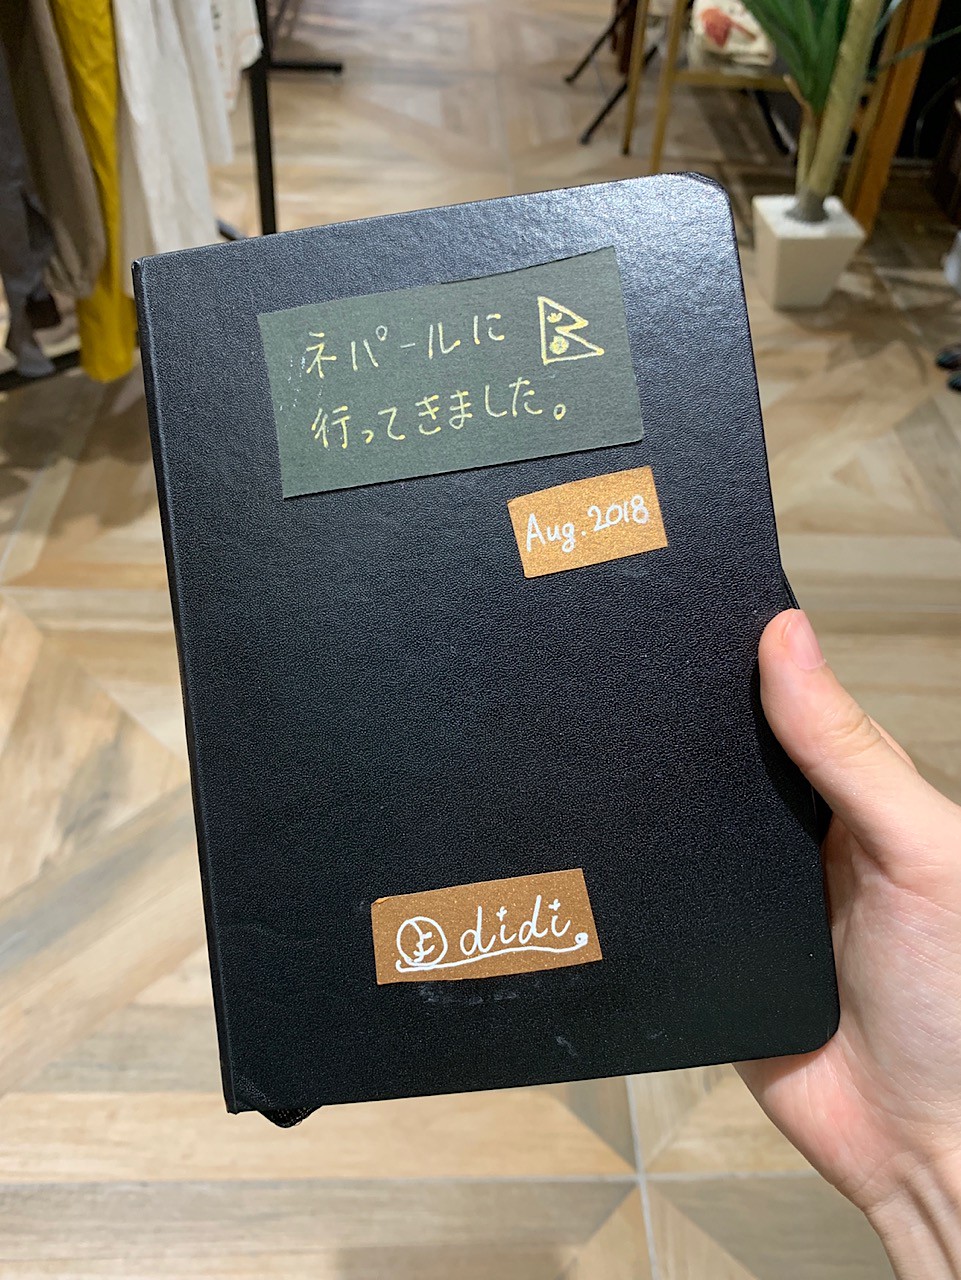 ネパールに
行ってきました。
Aug. 2018
didi